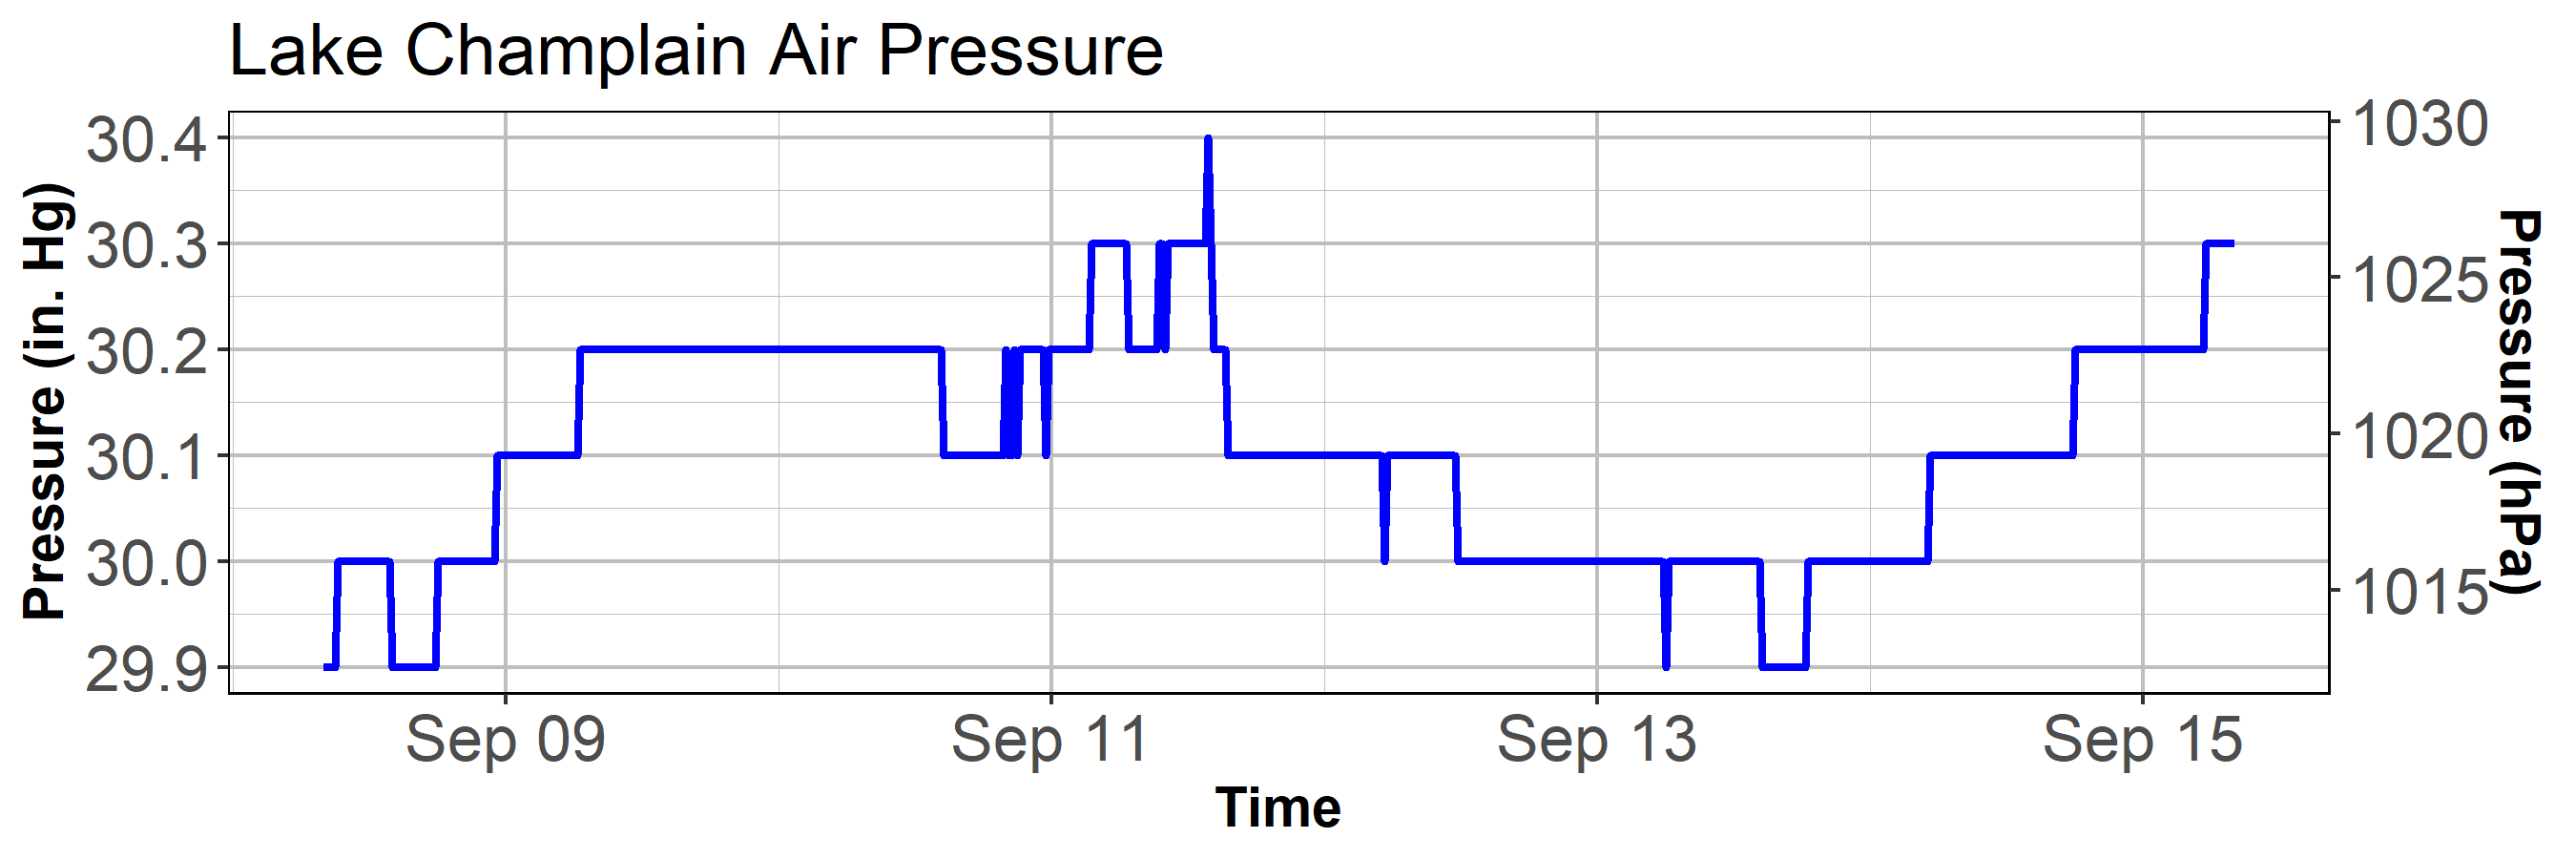 Lake Champlain Air Pressure
Pressure (in. Hg)
30.4
30.3
30.2
30.1
30.0
29.9
1030
1025
1020
1015
Pressure (hPa)
Sep 09 Sep 11 Sep 13 Sep 15
Time